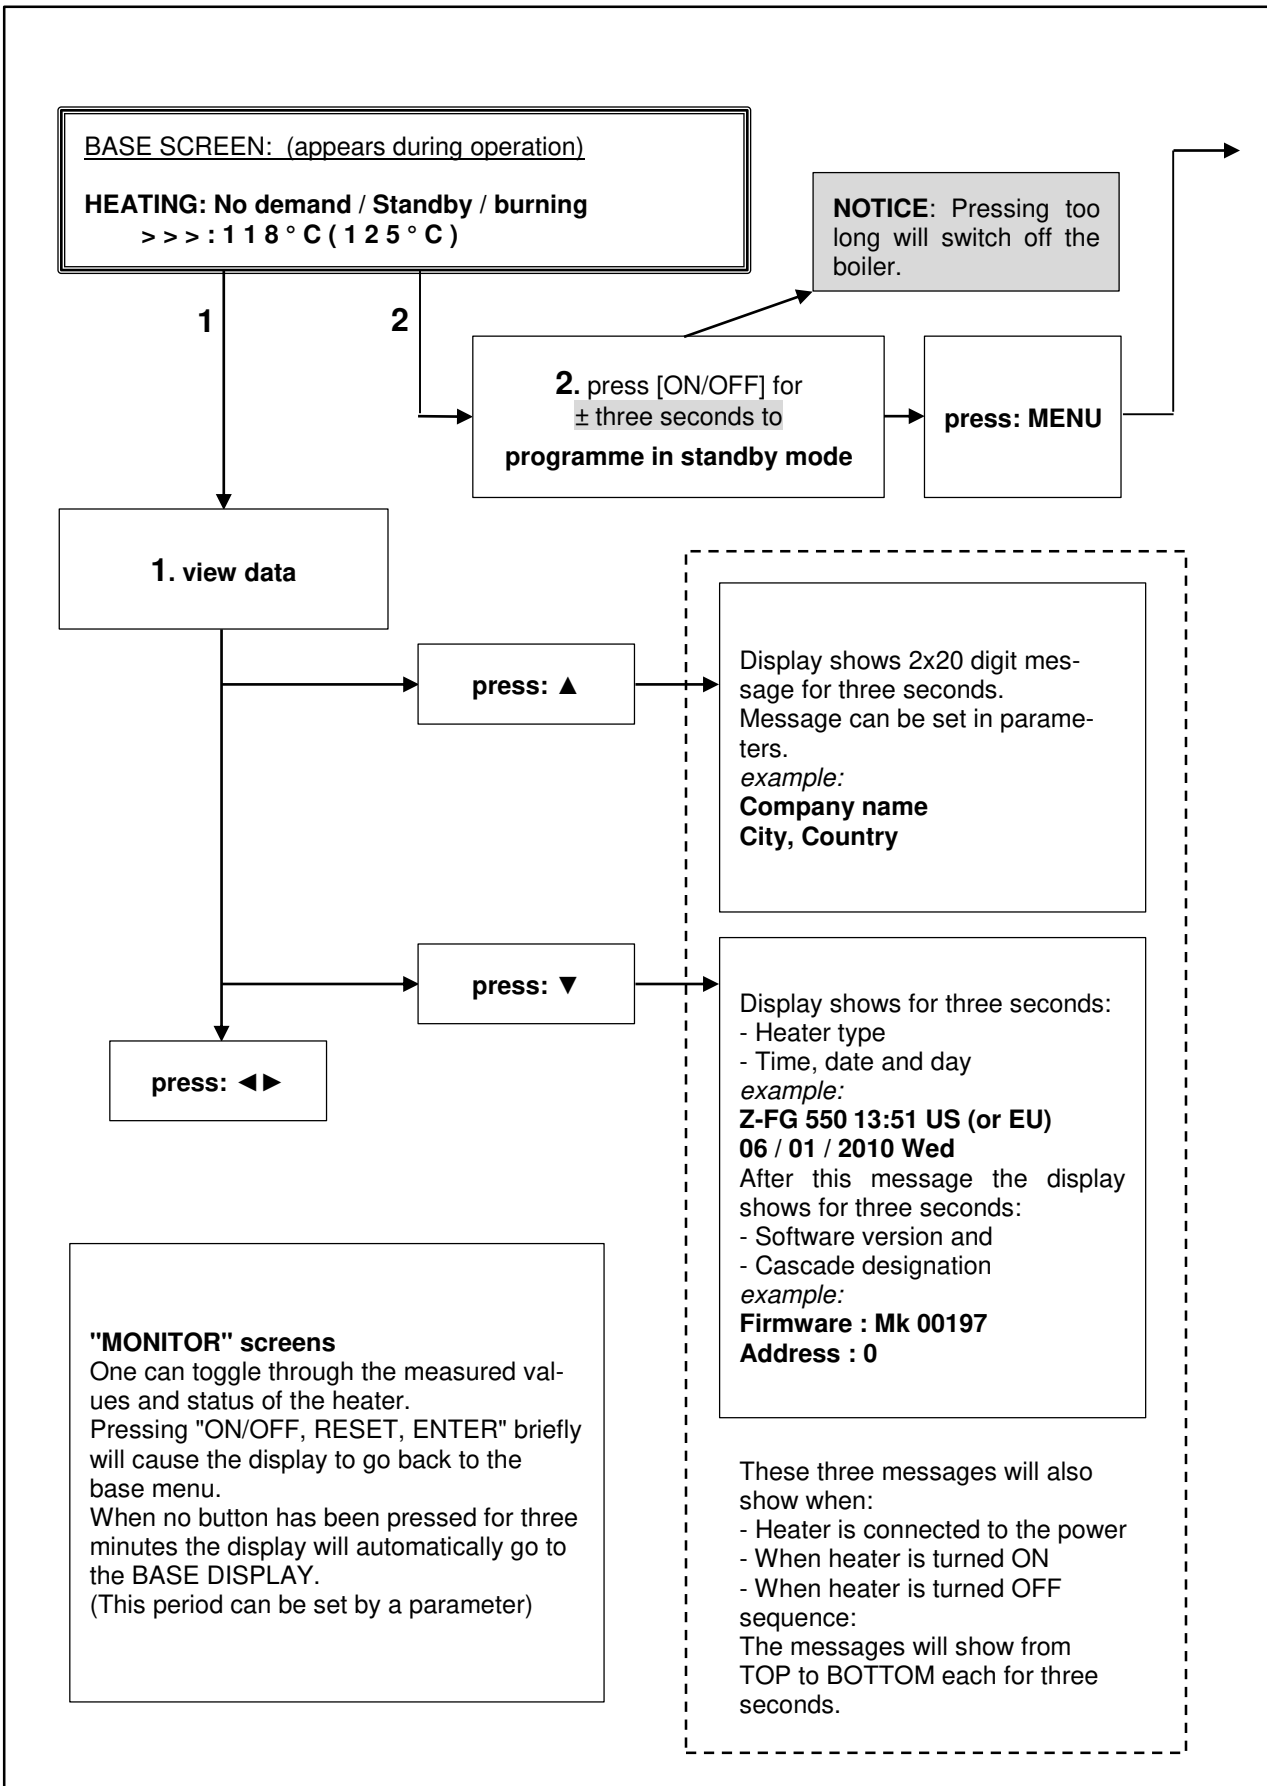 BASE SCREEN: (appears during operation)
HEATING: No demand / Standby / burning
> > > : 1 1 8 ° C ( 1 2 5 ° C )
NOTICE: Pressing too
long will switch off the
boiler.
1
2
2. press [ON/OFF] for
± three seconds to
programme in standby mode
press: MENU
1. view data
press: ▲
Display shows 2x20 digit mes-
sage for three seconds.
Message can be set in parame-
ters.
example:
Company name
City, Country
press: ▼
Display shows for three seconds:
- Heater type
- Time, date and day
example:
Z-FG 550 13:51 US (or EU)
06 / 01 / 2010 Wed
After this message the display
shows for three seconds:
- Software version and
- Cascade designation
example:
Firmware : Mk 00197
Address : 0
press: ◄►
"MONITOR" screens
One can toggle through the measured val-
ues and status of the heater.
Pressing "ON/OFF, RESET, ENTER" briefly
will cause the display to go back to the
base menu.
When no button has been pressed for three
minutes the display will automatically go to
the BASE DISPLAY.
(This period can be set by a parameter)
These three messages will also
show when:
- Heater is connected to the power
- When heater is turned ON
- When heater is turned OFF
sequence:
The messages will show from
TOP to BOTTOM each for three
seconds.